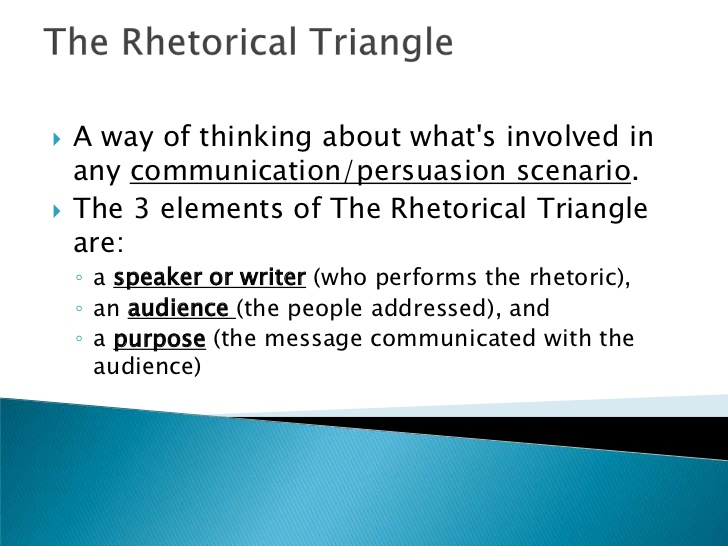 The Rhetorical Triangle
A way of thinking about what's involved in
any communication/persuasion scenario.
The 3 elements of The Rhetorical Triangle
are:
a speaker or writer (who performs the rhetoric),
an audience (the people addressed), and
a purpose (the message communicated with the
audience)